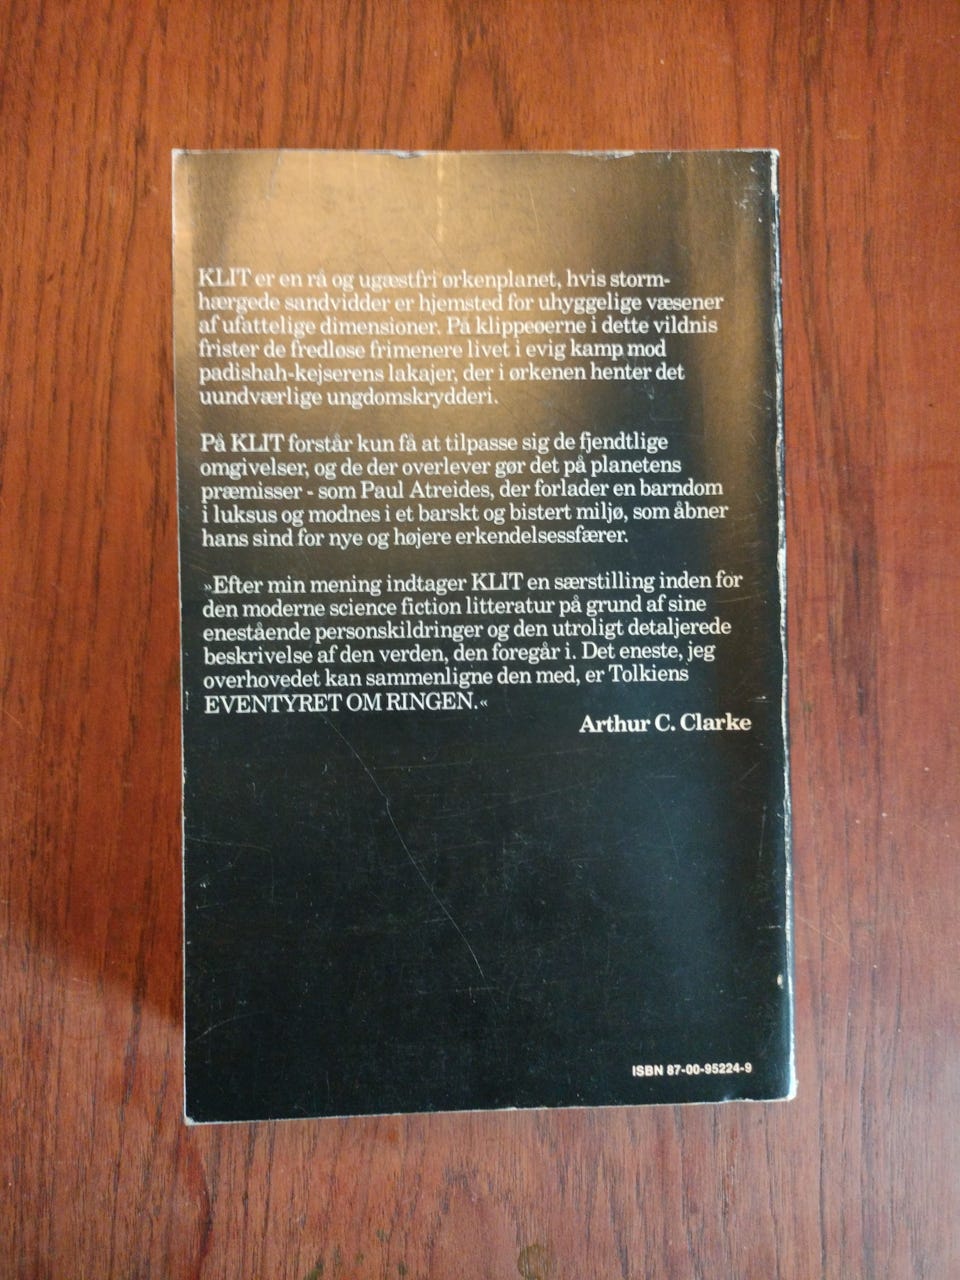 KLIT er en rå og ugæstfri ørkenplanet, hvis storm-
hærgede sandvidder er hjemsted for uhyggelige væsener
af ufattelige dimensioner. På klippeøerne i dette vildnis
frister de fredløse frimenere livet i evig kamp mod
padishah-kejserens lakajer, der i ørkenen henter det
uundværlige ungdomskrydderi.
På KLIT forstår kun få at tilpasse sig de fjendtlige
omgivelser, og de der overlever gør det på planetens
præmisser - som Paul Atreides, der forlader en barndom
i luksus og modnes i et barskt og bistert miljø, som åbner
hans sind for nye og højere erkendelsessfærer.
»Efter min mening indtager KLIT en særstilling inden for
den moderne science fiction litteratur på grund af sine
enestående personskildringer og den utroligt detaljerede
beskrivelse af den verden, den foregår i. Det eneste, jeg
overhovedet kan sammenligne den med, er Tolkiens
EVENTYRET OM RINGEN.«
Arthur C. Clarke
ISBN 87-00-95224-9